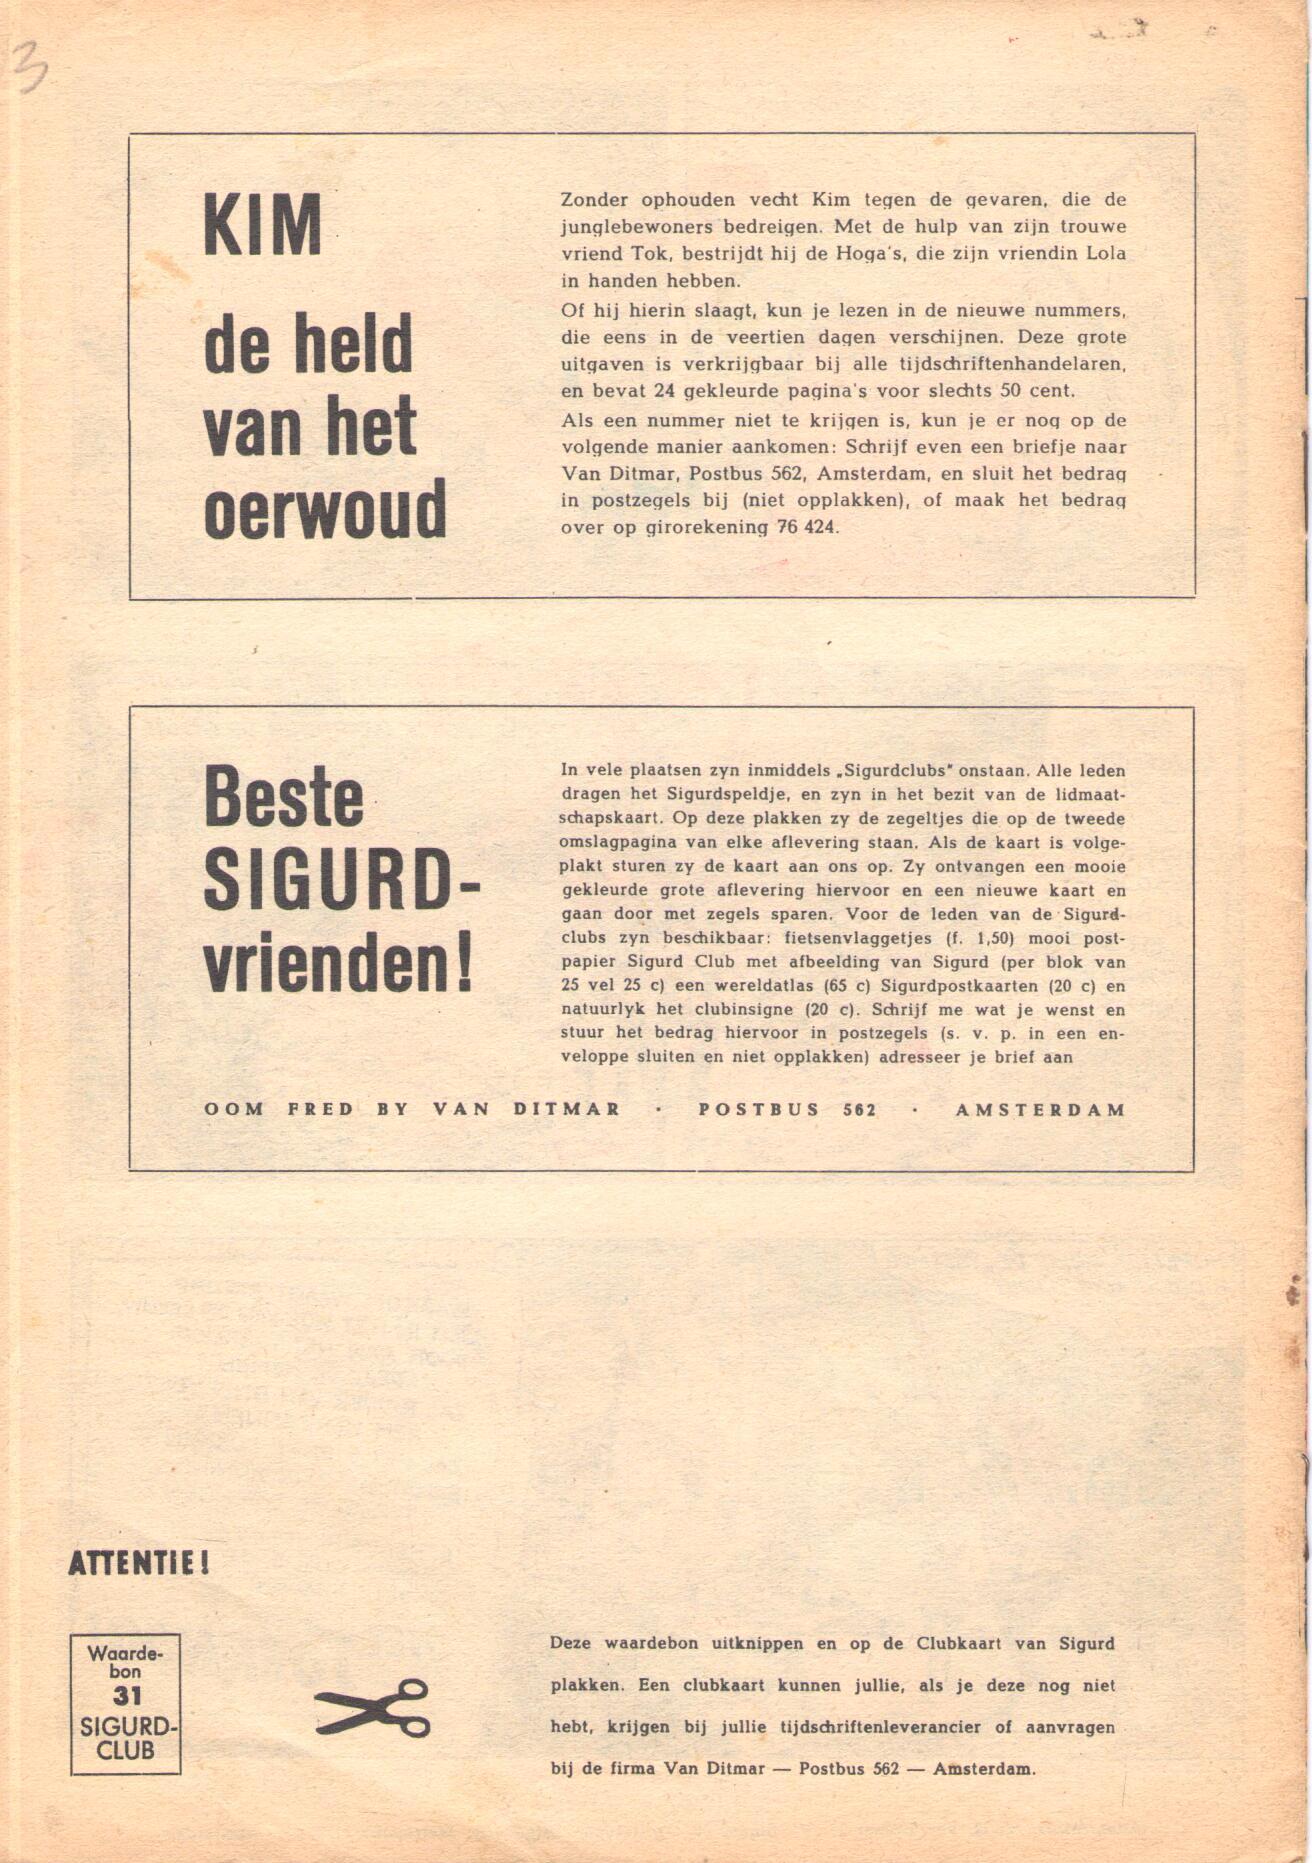 3
KIM
de held
van het
oerwoud
Zonder ophouden vecht Kim tegen de gevaren, die de
junglebewoners bedreigen. Met de hulp van zijn trouwe
vriend Tok, bestrijdt hij de Hoga's, die zijn vriendin Lola
in handen hebben.
Of hij hierin slaagt, kun je lezen in de nieuwe nummers,
die eens in de veertien dagen verschijnen. Deze grote
uitgaven is verkrijgbaar bij alle tijdschriftenhandelaren,
en bevat 24 gekleurde pagina's voor slechts 50 cent.
Als een nummer niet te krijgen is, kun je er nog op de
volgende manier aankomen: Schrijf even een briefje naar
Van Ditmar, Postbus 562, Amsterdam, en sluit het bedrag
in postzegels bij (niet opplakken), of maak het bedrag
over op girorekening 76 424.
Beste
SIGURD-
vrienden!
In vele plaatsen zyn inmiddels „Sigurdclubs" onstaan. Alle leden
dragen het Sigurdspeldje, en zyn in het bezit van de lidmaat-
schapskaart. Op deze plakken zy de zegeltjes die op de tweede
omslagpagina van elke aflevering staan. Als de kaart is volge-
plakt sturen zy de kaart aan ons op. Zy ontvangen een mooie
gekleurde grote aflevering hiervoor en een nieuwe kaart en
gaan door met zegels sparen. Voor de leden van de Sigurd-
clubs zyn beschikbaar: fietsenvlaggetjes (f. 1,50) mooi post-
papier Sigurd Club met afbeelding van Sigurd (per blok van
25 vel 25 c) een wereldatlas (65 c) Sigurdpostkaarten (20 c) en
natuurlyk het clubinsigne (20 c). Schrijf me wat je wenst en
stuur het bedrag hiervoor in postzegels (s. v. p. in een en-
veloppe sluiten en niet opplakken) adresseer je brief aan
OOM FRED BY VAN DITMAR · POSTBUS 562 · AMSTERDAM
ATTENTIE!
Waarde-
bon
31
SIGURD-
CLUB
Deze waardebon uitknippen en op de Clubkaart van Sigurd
plakken. Een clubkaart kunnen jullie, als je deze nog niet
hebt, krijgen bij jullie tijdschriftenleverancier of aanvragen
bij de firma Van Ditmar — Postbus 562 — Amsterdam.